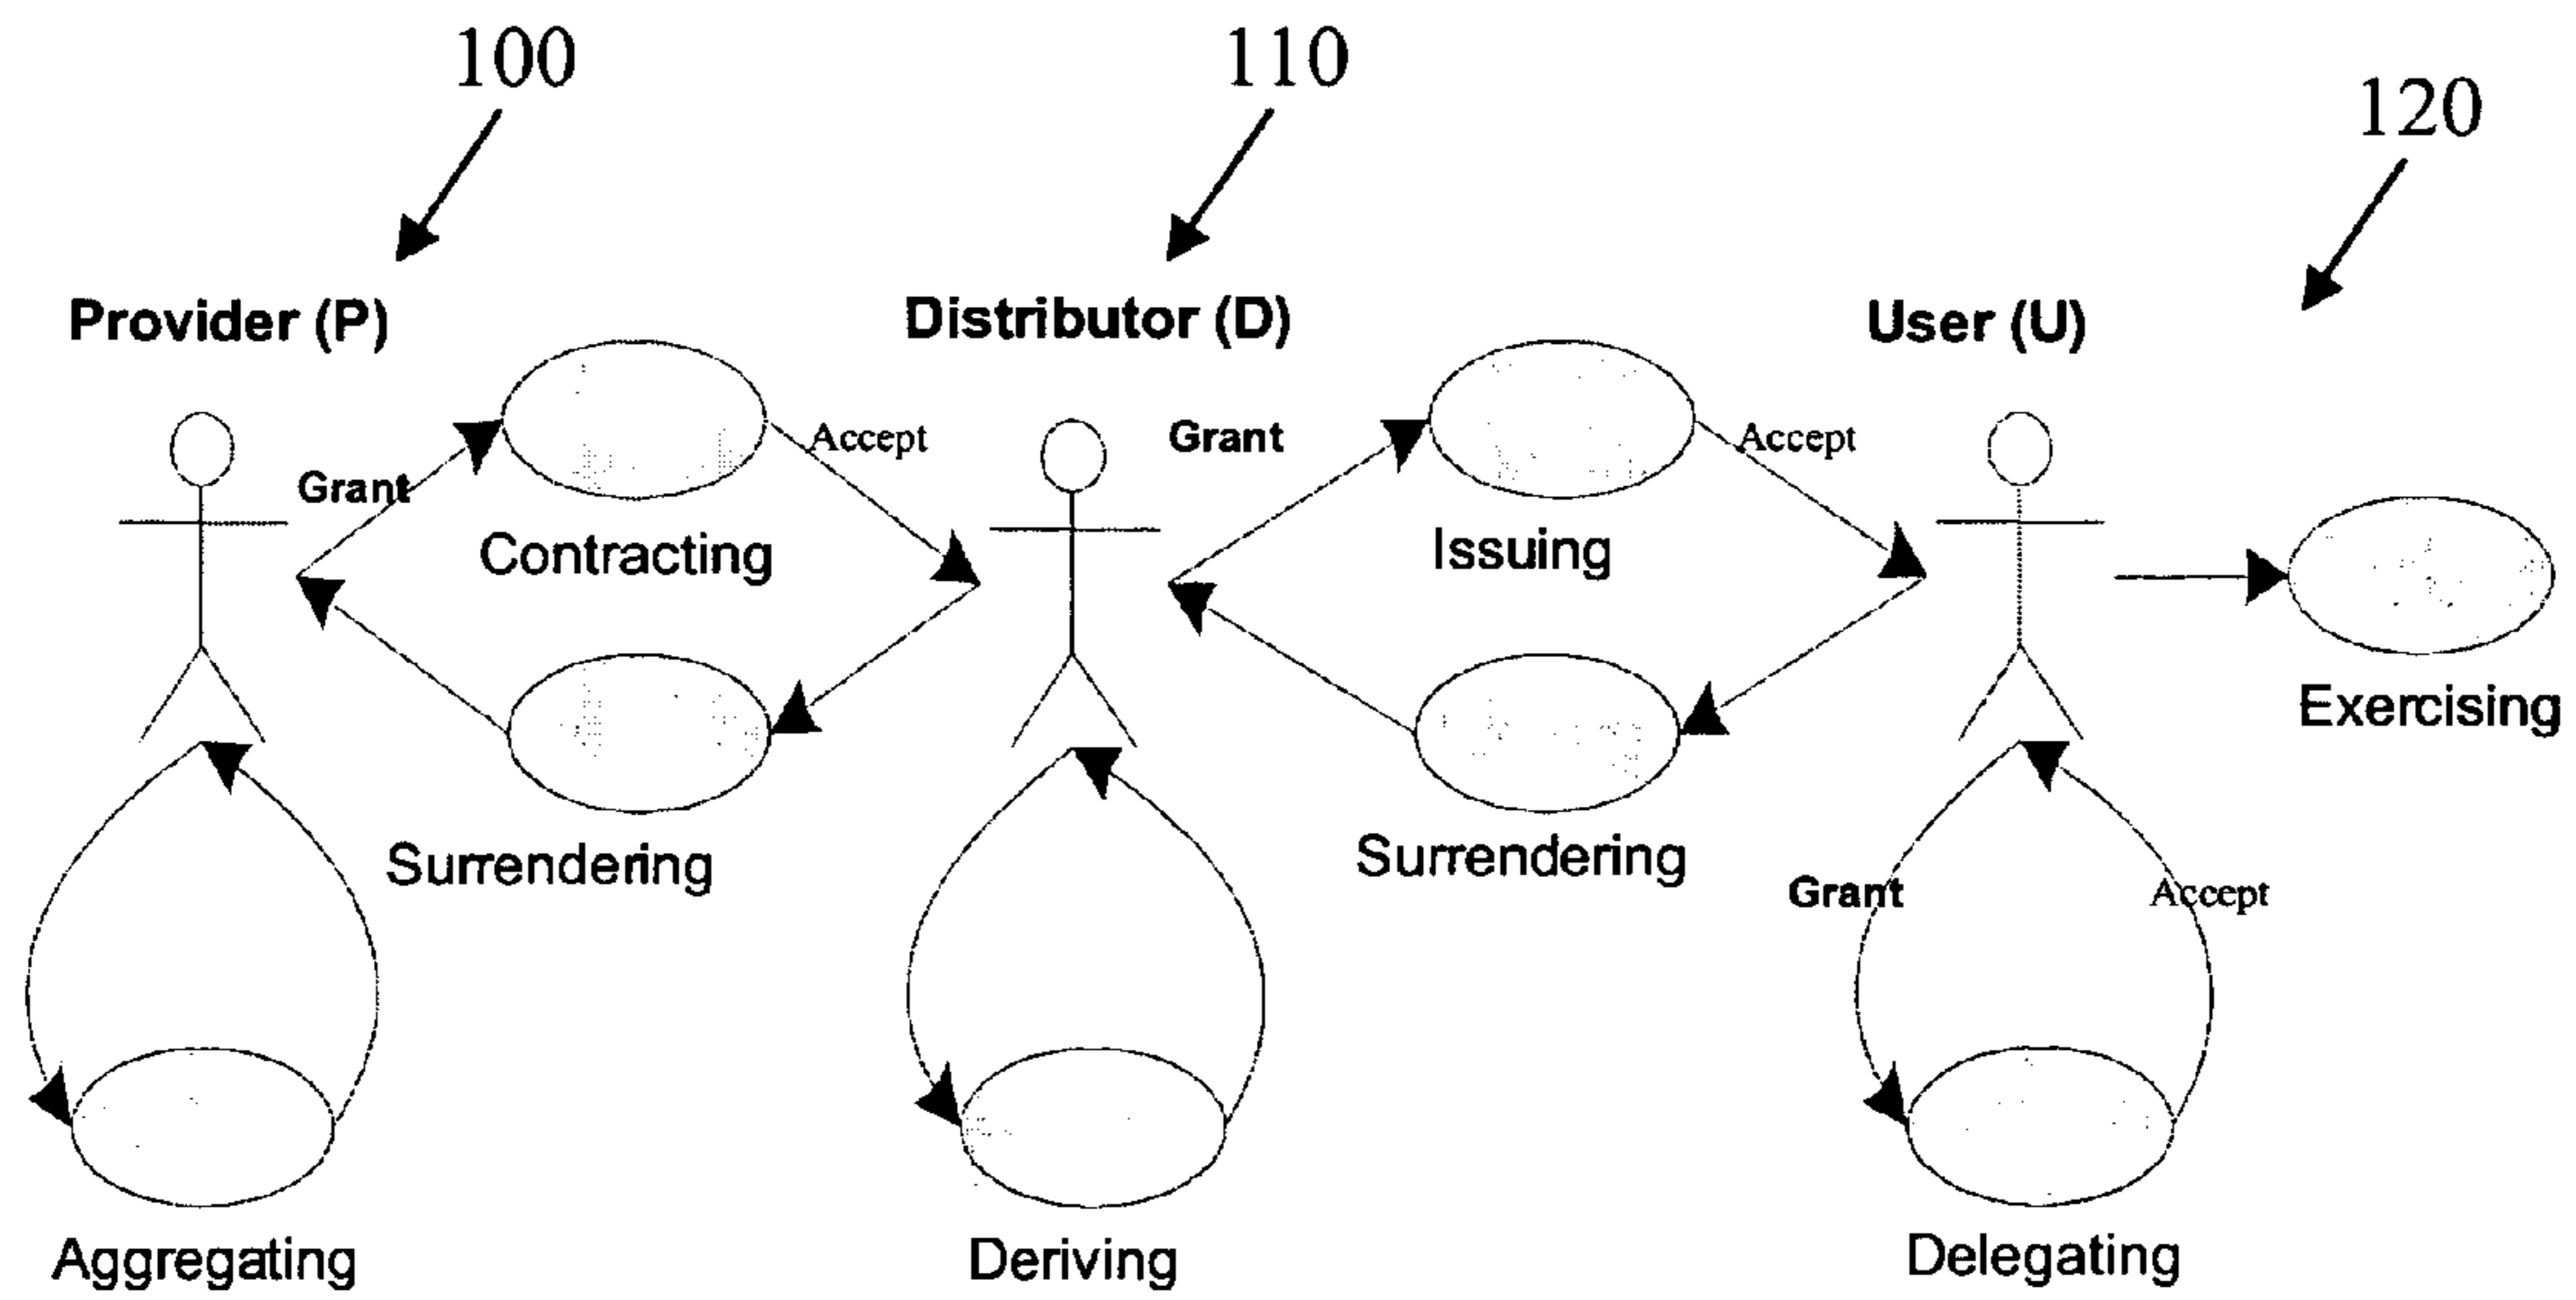 100
110
120
Provider (P)
Distributor (D)
User (U)
Grant
Accept
Grant
Accept
Contracting
Issuing
Surrendering
Surrendering
Exercising
Grant
Accept
Aggregating
Deriving
Delegating